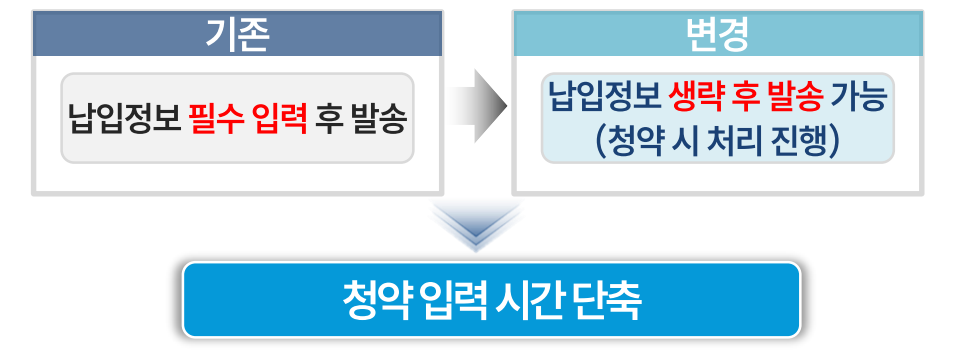 기존
납입정보 필수 입력 후 발송
변경
납입정보 생략 후 발송 가능
(청약 시 처리 진행)
청약 입력 시간 단축